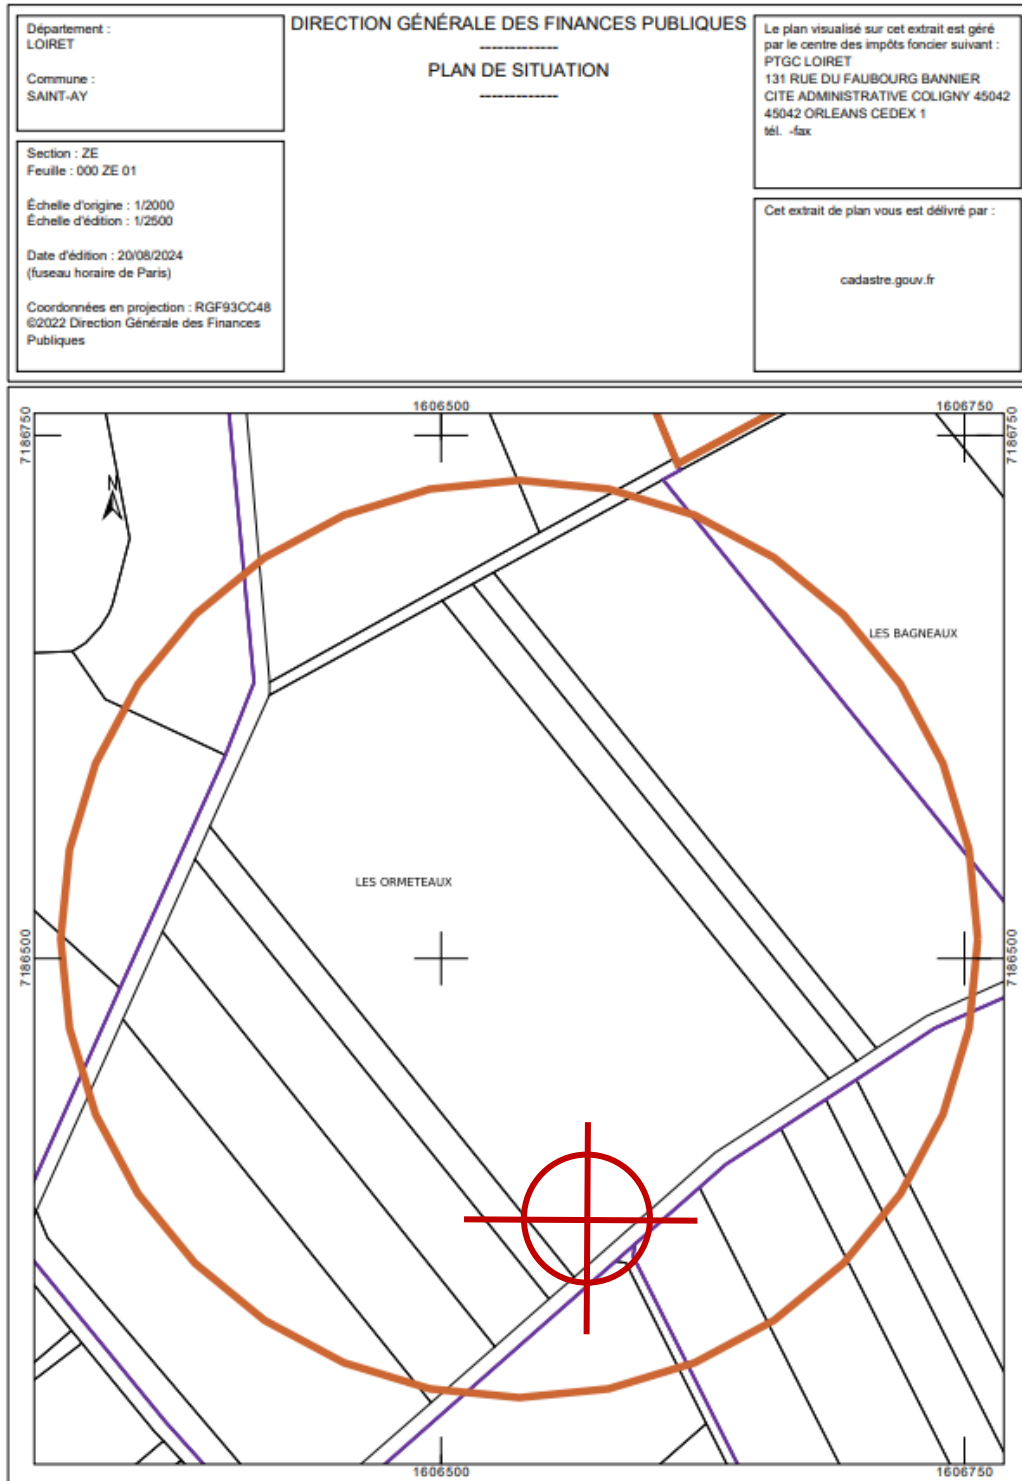 Département :
LOIRET
Commune :
SAINT-AY
Section : ZE
Feuille : 000 ZE 01
Échelle d'origine : 1/2000
Échelle d'édition : 1/2500
Date d'édition : 20/08/2024
(fuseau horaire de Paris)
Coordonnées en projection : RGF93CC48
©2022 Direction Générale des Finances
Publiques
DIRECTION GÉNÉRALE DES FINANCES PUBLIQUES
-------------
PLAN DE SITUATION
-------------
Le plan visualisé sur cet extrait est géré
par le centre des impôts foncier suivant :
PTGC LOIRET
131 RUE DU FAUBOURG BANNIER
CITE ADMINISTRATIVE COLIGNY 45042
45042 ORLEANS CEDEX 1
tél. -fax
Cet extrait de plan vous est délivré par :
cadastre.gouv.fr
1606500
1606750
7186750
7186750
N
LES BAGNEAUX
LES ORMETEAUX
7186500
7186500
1606500
1606750